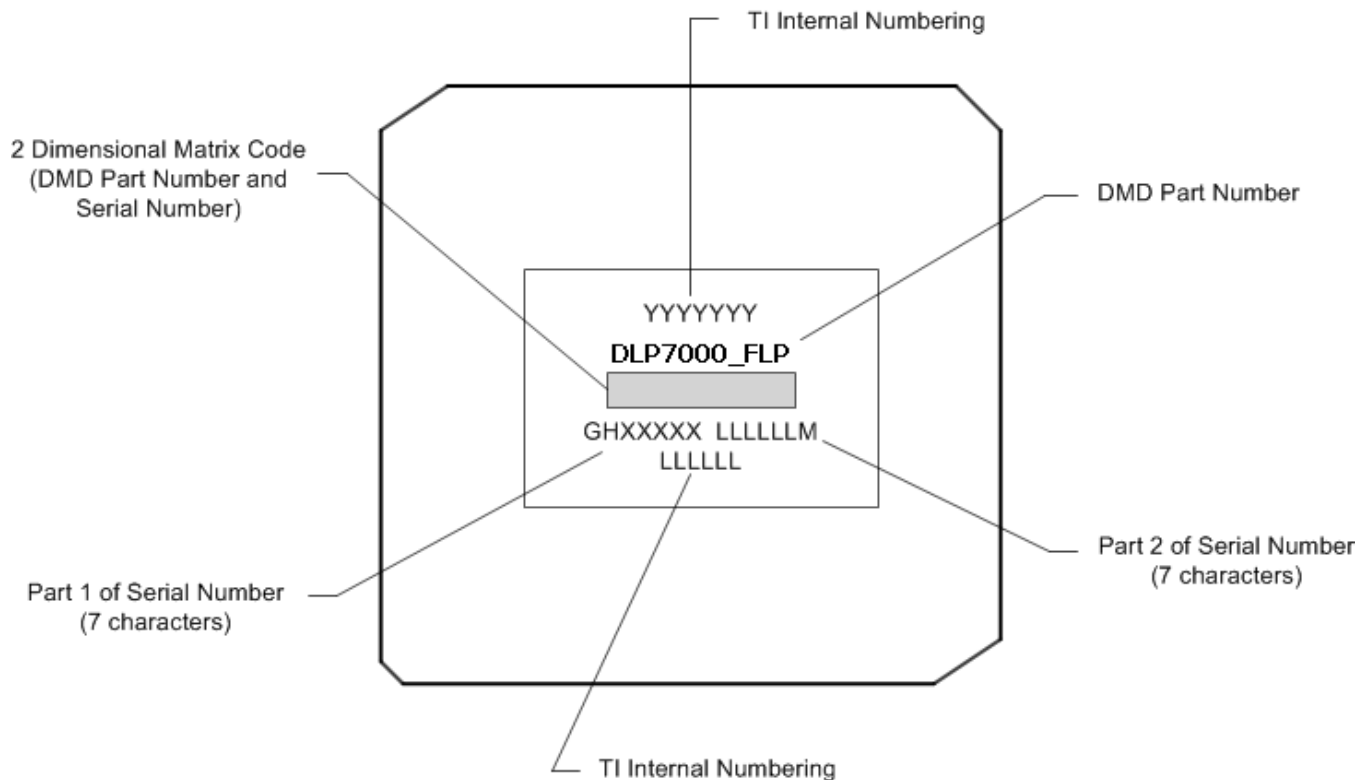 TI Internal Numbering
2 Dimensional Matrix Code
(DMD Part Number and
Serial Number)
DMD Part Number
YYYYYYY
DLP7000_FLP
GHXXXXX LLLLLLM
LLLLLL
Part 2 of Serial Number
(7 characters)
Part 1 of Serial Number
(7 characters)
TI Internal Numbering